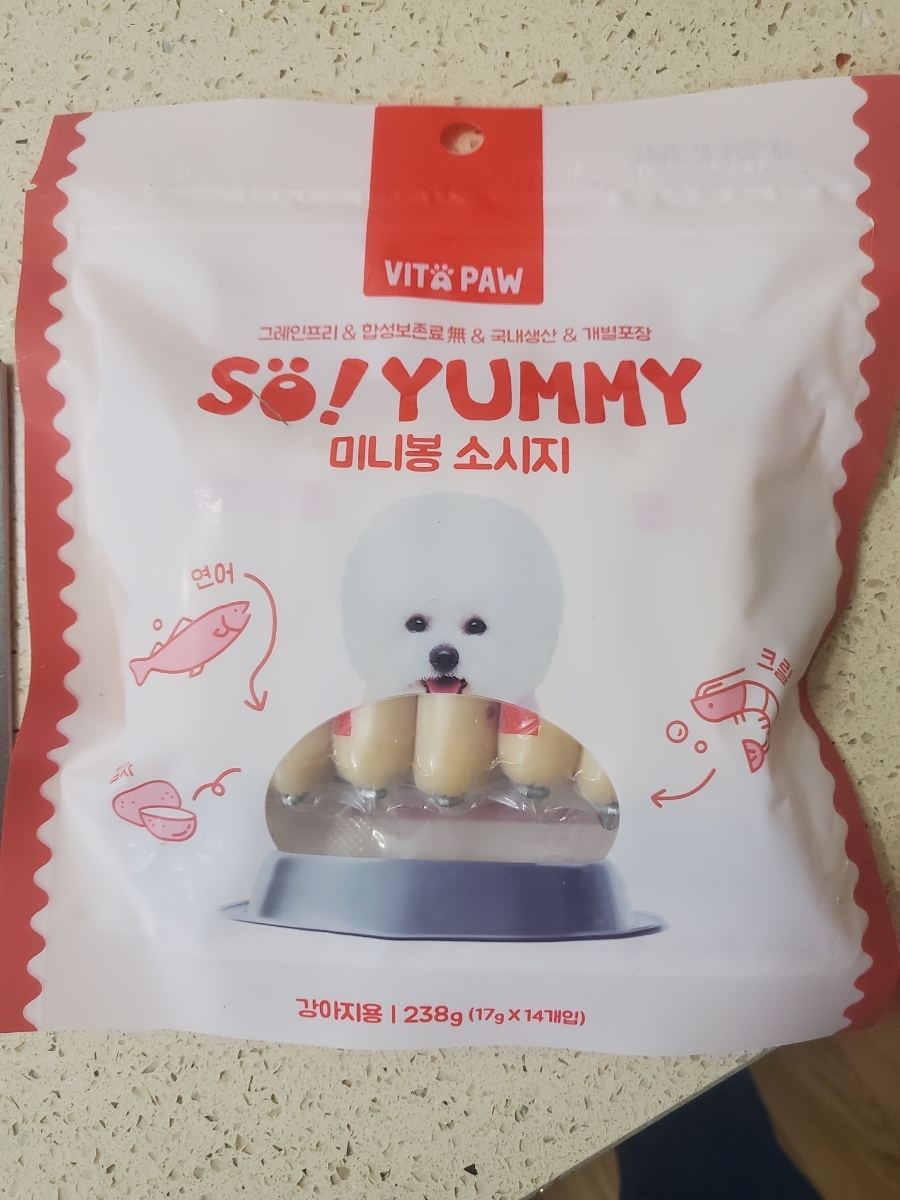 VITA PAW
그레인프리 & 합성보존료 無 & 국내생산 & 개별포장
SO! YUMMY
미니봉 소시지
연어
크릴
강아지용 | 238g (17g X 14개입)